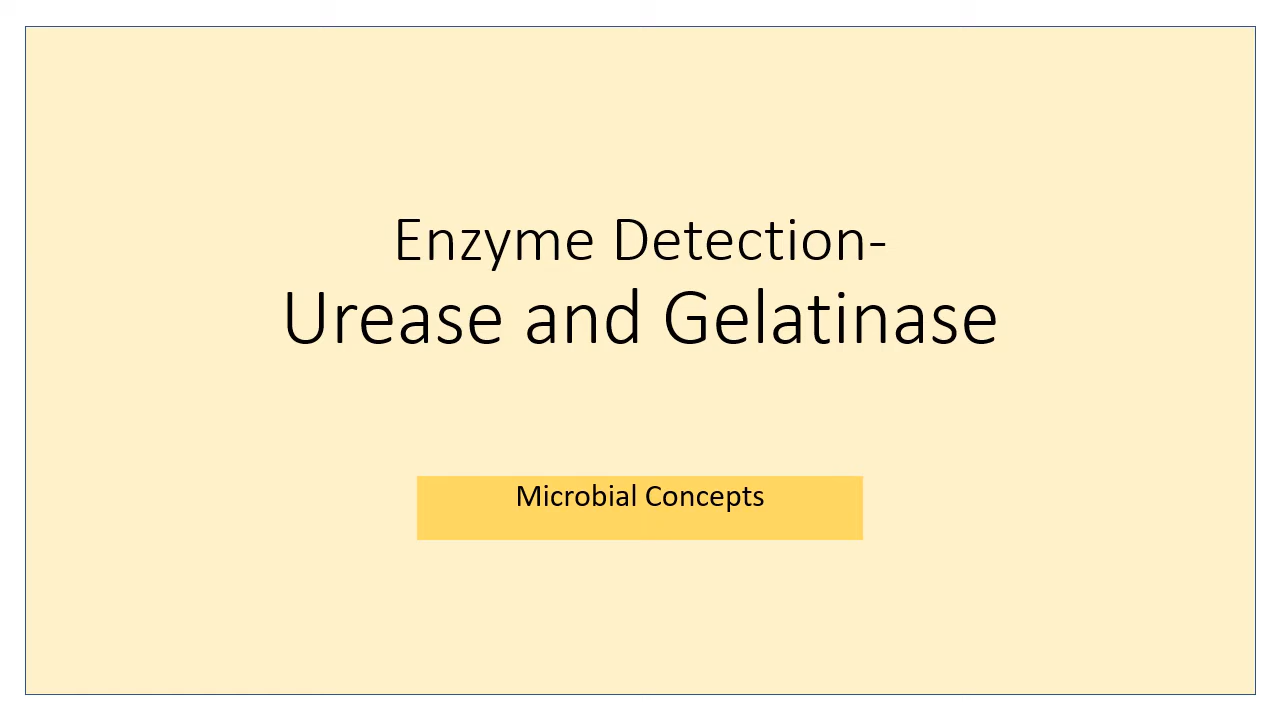 Enzyme Detection-
Urease and Gelatinase
Microbial Concepts